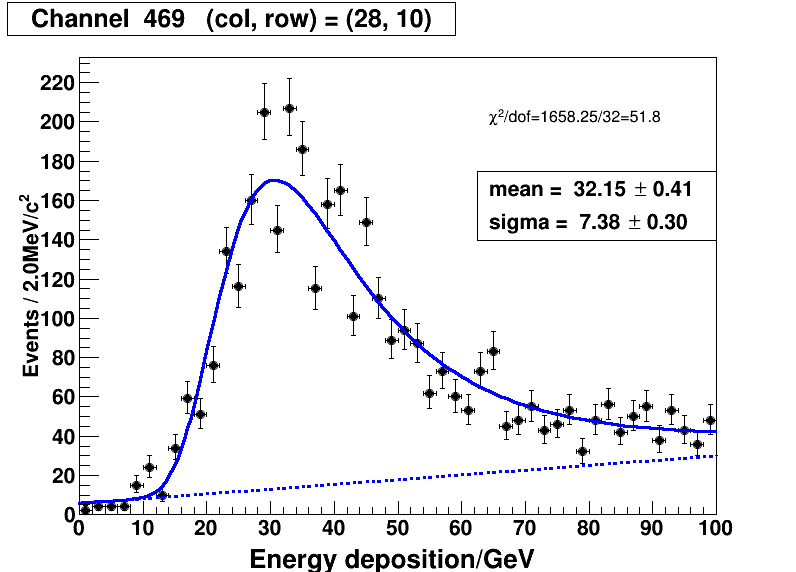 Channel 469 (col, row) = (28, 10)
χ²/dof=1658.25/32=51.8
mean = 32.15 ± 0.41
sigma = 7.38 ± 0.30
Events / 2.0MeV/c²
220
200
180
160
140
120
100
80
60
40
20
0
0 10 20 30 40 50 60 70 80 90 100
Energy deposition/GeV